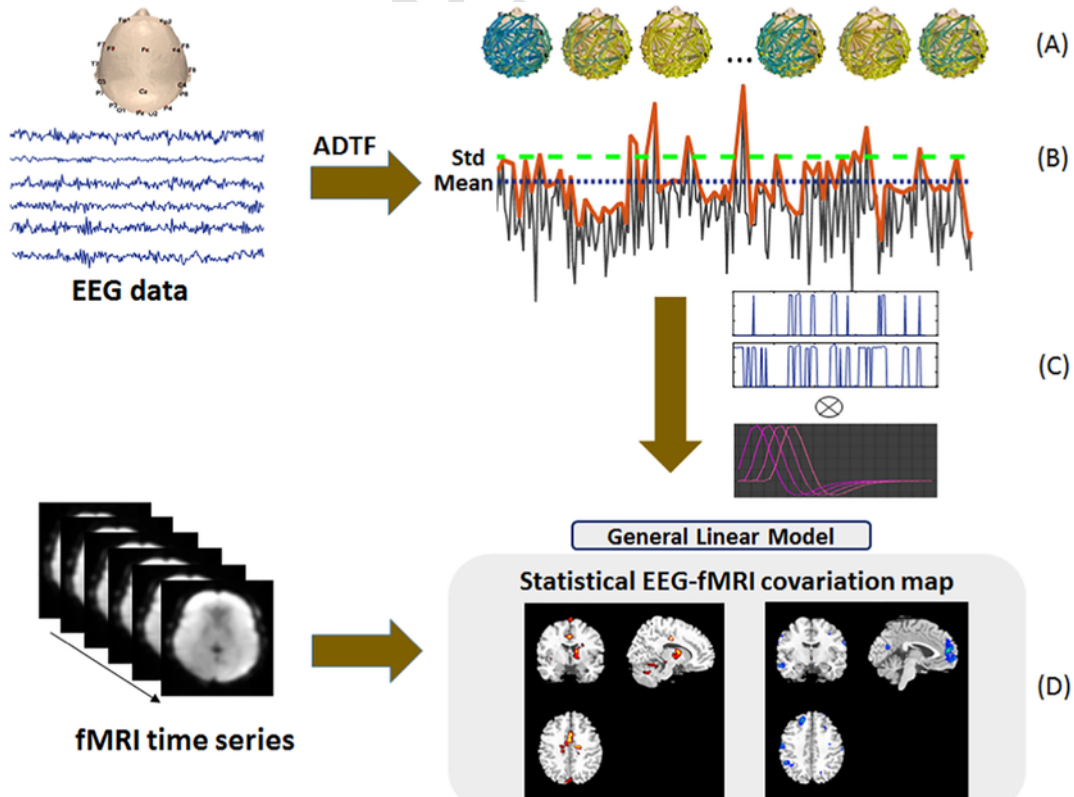 (A)
ADTF
Std
Mean
(B)
EEG data
(C)
General Linear Model
Statistical EEG-fMRI covariation map
(D)
fMRI time series